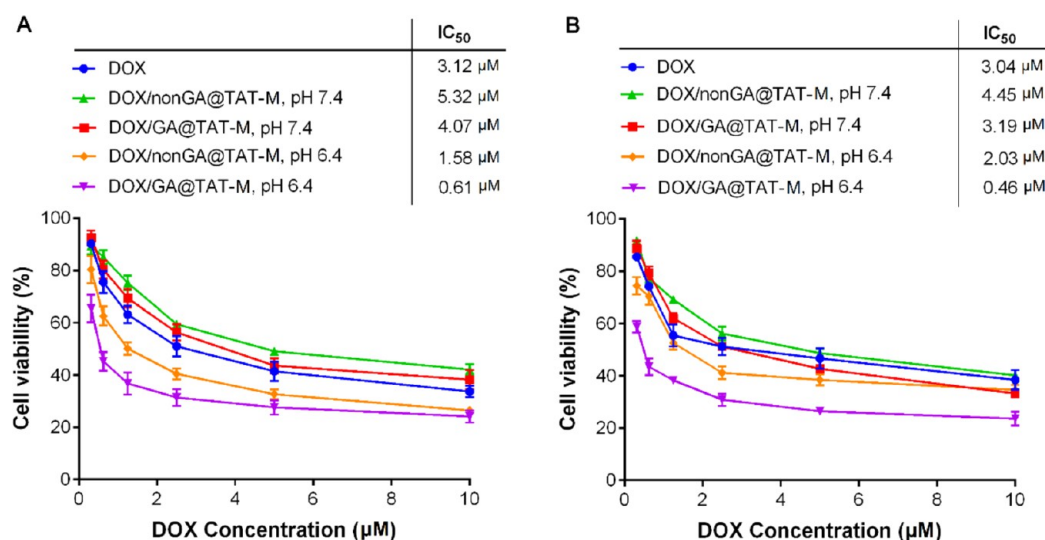 A
IC50
DOX 3.12 µM
DOX/nonGA@TAT-M, pH 7.4 5.32 µM
DOX/GA@TAT-M, pH 7.4 4.07 µM
DOX/nonGA@TAT-M, pH 6.4 1.58 µM
DOX/GA@TAT-M, pH 6.4 0.61 µM
100
80
60
40
20
0
Cell viabillity (%)
0 2 4 6 8 10
DOX Concentration (µM)
B
IC50
DOX 3.04 µM
DOX/nonGA@TAT-M, pH 7.4 4.45 µM
DOX/GA@TAT-M, pH 7.4 3.19 µM
DOX/nonGA@TAT-M, pH 6.4 2.03 µM
DOX/GA@TAT-M, pH 6.4 0.46 µM
100
80
60
40
20
0
Cell viabillity (%)
0 2 4 6 8 10
DOX Concentration (µM)